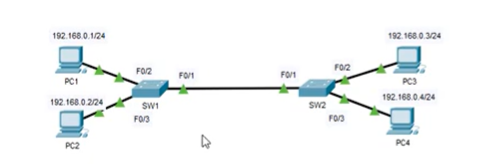 192.168.0.1/24
192.168.0.3/24
F0/2
F0/2
PC1
F0/1
F0/1
PC3
192.168.0.2/24
SW1
SW2
192.168.0.4/24
F0/3
F0/3
PC2
PC4